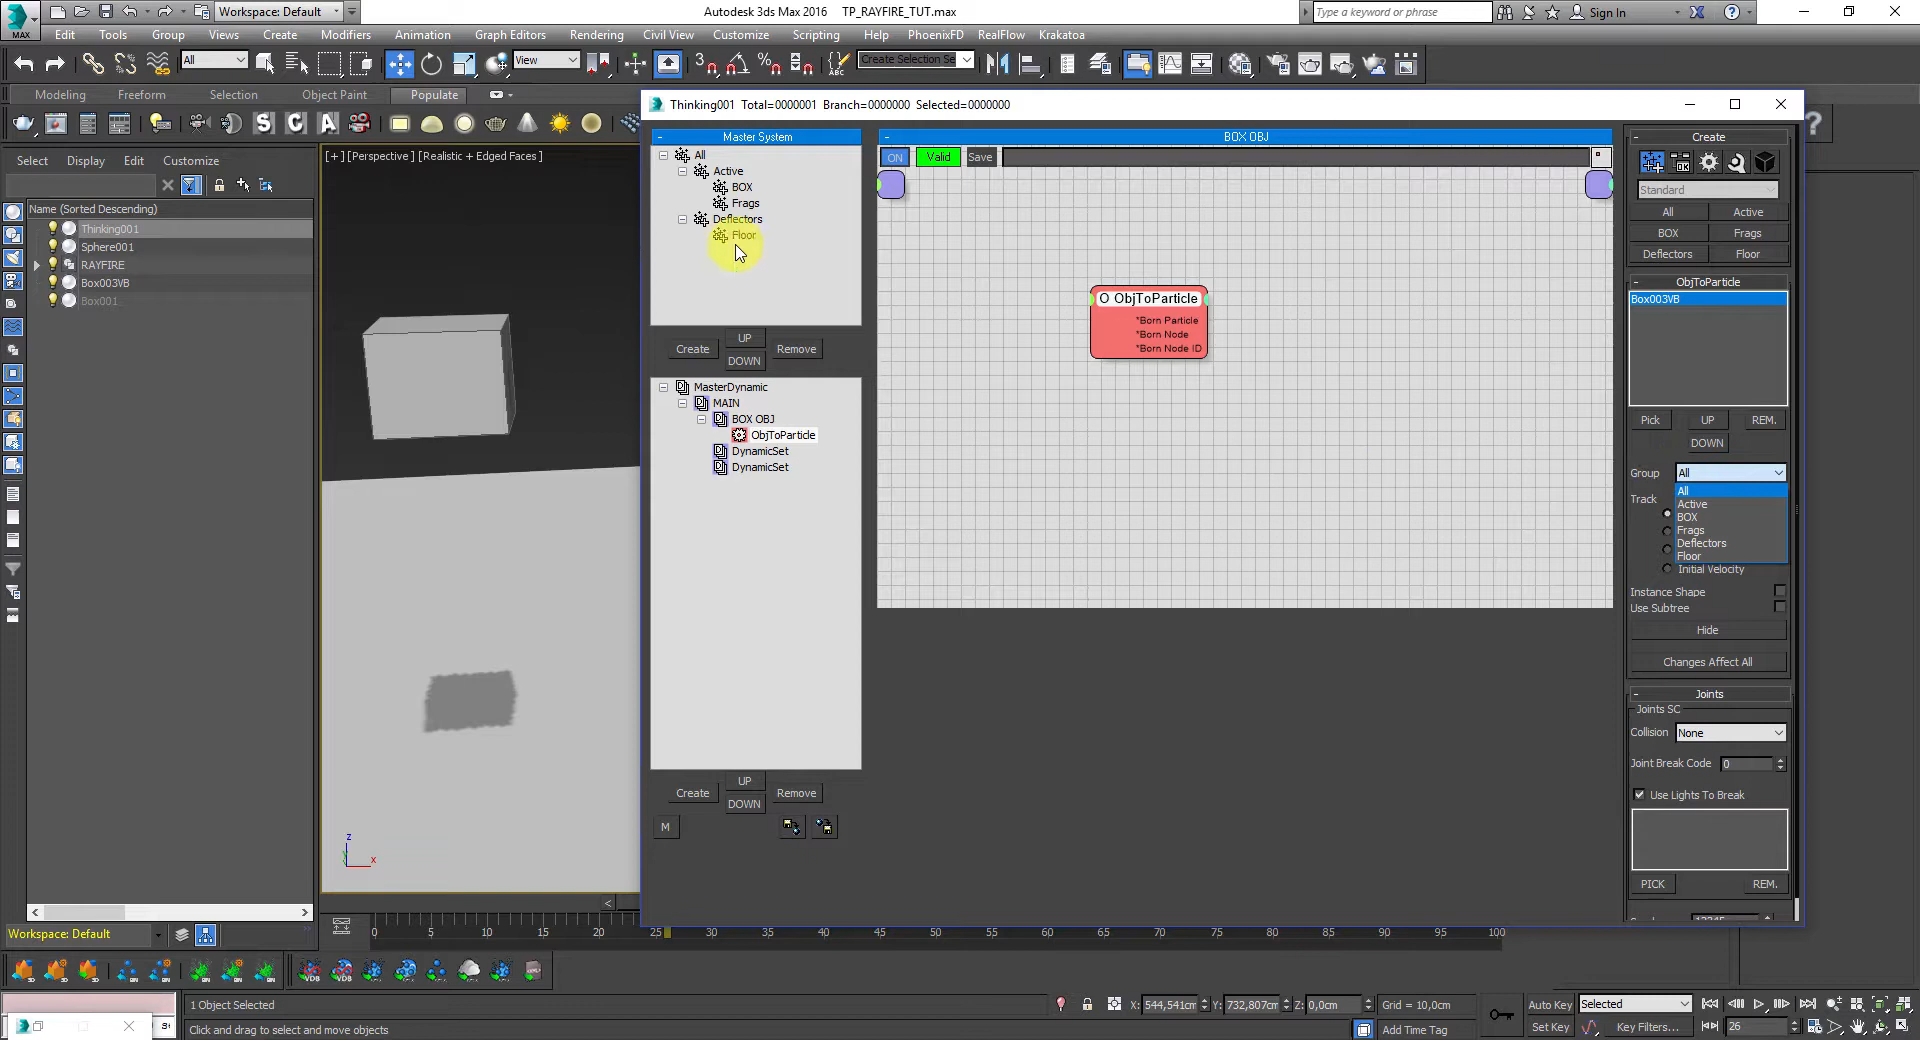 MAX
Workspace: Default
Autodesk 3ds Max 2016
TP_RAYFIRE_TUT.max
Type a keyword or phrase
Sign In
Edit
Tools
Group
Views
Create
Modifiers
Animation
Graph Editors
Rendering
Civil View
Customize
Scripting
Help
PhoenixFD
RealFlow
Krakatoa
All
View
Create Selection Se
Modeling
Freeform
Selection
Object Paint
Populate
Select
Display
Edit
Customize
Name (Sorted Descending)
Thinking001
Sphere001
RAYFIRE
Box003VB
Box001
[+] [Perspective] [Realistic + Edged Faces]
z
x
Thinking001 Total=0000001 Branch=0000000 Selected=0000000
Master System
All
Active
BOX
Frags
Deflectors
Floor
Create
UP
DOWN
Remove
MasterDynamic
MAIN
BOX OBJ
ObjToParticle
DynamicSet
DynamicSet
Create
UP
DOWN
Remove
M
BOX OBJ
ON
Valid
Save
O ObjToParticle
*Born Particle
*Born Node
*Born Node ID
Create
Standard
All
Active
BOX
Frags
Deflectors
Floor
ObjToParticle
Box003VB
Pick
UP
REM.
DOWN
Group
All
All
Active
BOX
Frags
Deflectors
Floor
Track
Initial Velocity
Instance Shape
Use Subtree
Hide
Changes Affect All
Joints
Joints SC
Collision
None
Joint Break Code
0
Use Lights To Break
PICK
REM.
0
5
10
15
20
25
30
35
40
45
50
55
60
65
70
75
80
85
90
95
100
Workspace: Default
1 Object Selected
X: 544,541cm
Y: 732,807cm
Z: 0,0cm
Grid = 10,0cm
Auto Key
Selected
Click and drag to select and move objects
Add Time Tag
Set Key
Key Filters...
26